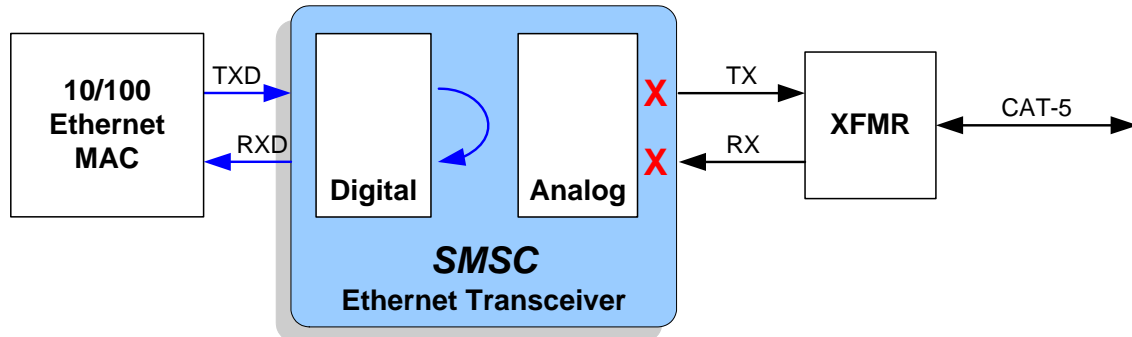 10/100
Ethernet
MAC
TXD
RXD
Digital
X
X
Analog
SMSC
Ethernet Transceiver
TX
RX
XFMR
CAT-5